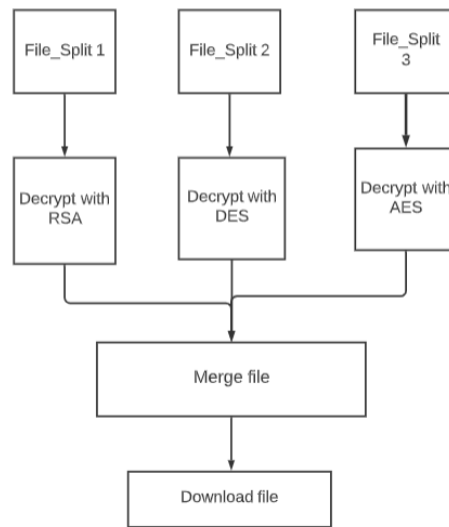 File_Split 1
File_Split 2
File_Split
3
Decrypt with
RSA
Decrypt with
DES
Decrypt with
AES
Merge file
Download file